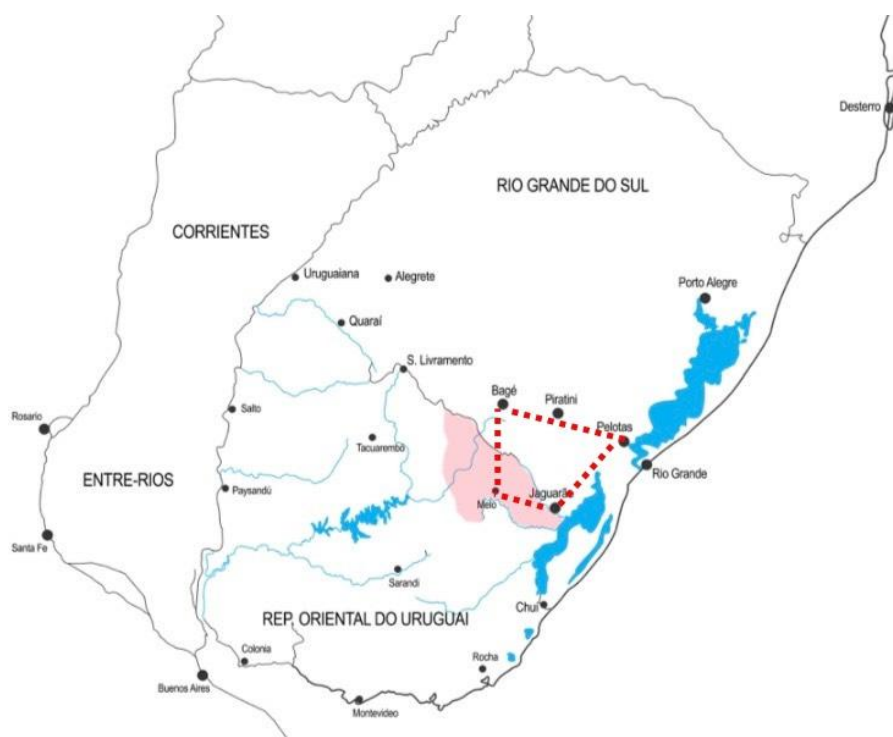 Desterro
RIO GRANDE DO SUL
CORRIENTES
Uruguaiana
Alegrete
Porto Alegre
Quaraí
S. Livramento
Bagé
Piratini
Rosario
Salto
Pelotas
Tacuarembó
Rio Grande
ENTRE-RIOS
Paysandú
Melo
Jaguarão
Santa Fe
Sarandi
Chuí
REP. ORIENTAL DO URUGUAI
Colonia
Rocha
Buenos Aires
Montevideo